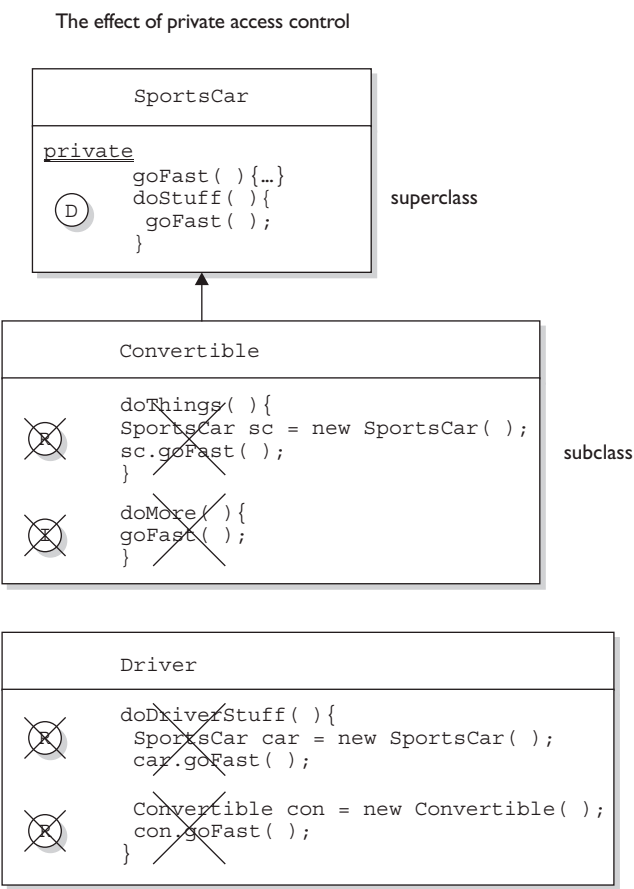 The effect of private access control
SportsCar
private
goFast( ){…}
D
doStuff( ){
goFast( );
}
superclass
Convertible
R
doThings( ){
SportsCar sc = new SportsCar( );
sc.goFast( );
}
subclass
I
doMore( ){
goFast( );
}
Driver
R
doDriverStuff( ){
SportsCar car = new SportsCar( );
car.goFast( );
R
Convertible con = new Convertible( );
con.goFast( );
}